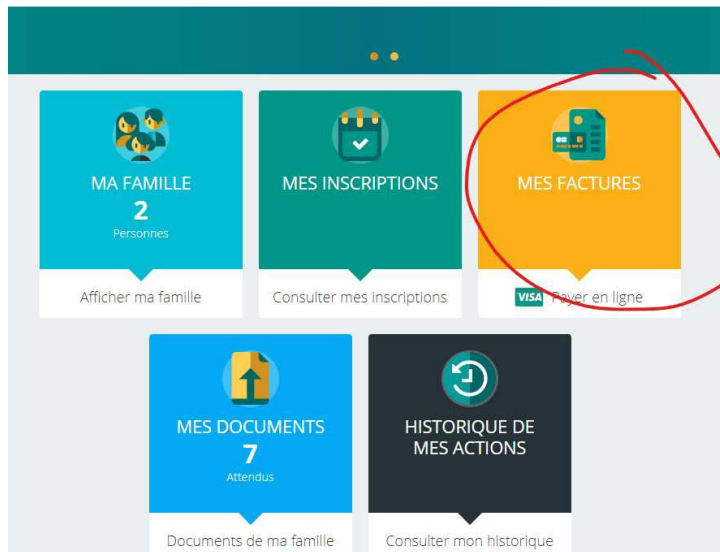 MA FAMILLE
2
Personnes
Afficher ma famille
MES INSCRIPTIONS
Consulter mes inscriptions
MES FACTURES
VISA Payer en ligne
MES DOCUMENTS
7
Attendus
Documents de ma famille
HISTORIQUE DE
MES ACTIONS
Consulter mon historique